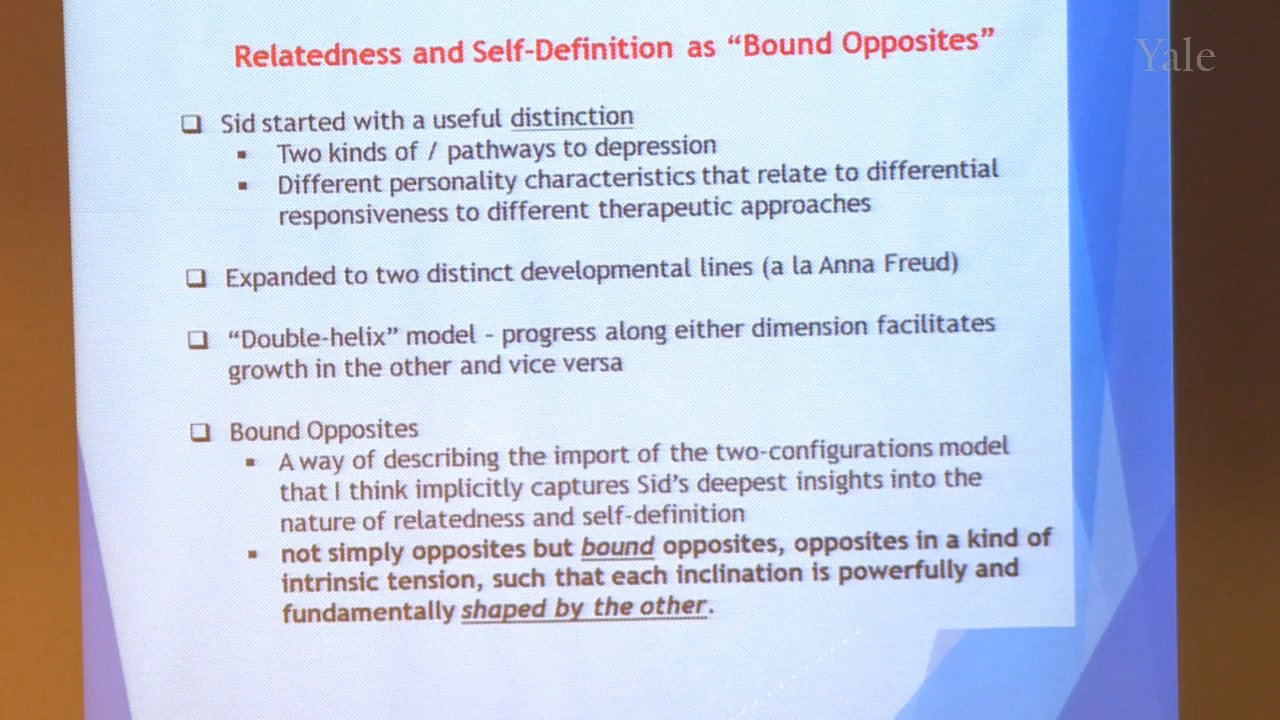 Relatedness and Self-Definition as “Bound Opposites”
Yale
❑ Sid started with a useful distinction
▪ Two kinds of / pathways to depression
▪ Different personality characteristics that relate to differential
responsiveness to different therapeutic approaches
❑ Expanded to two distinct developmental lines (a la Anna Freud)
❑ “Double-helix” model - progress along either dimension facilitates
growth in the other and vice versa
❑ Bound Opposites
▪ A way of describing the import of the two-configurations model
that I think implicitly captures Sid’s deepest insights into the
nature of relatedness and self-definition
▪ not simply opposites but bound opposites, opposites in a kind of
intrinsic tension, such that each inclination is powerfully and
fundamentally shaped by the other.